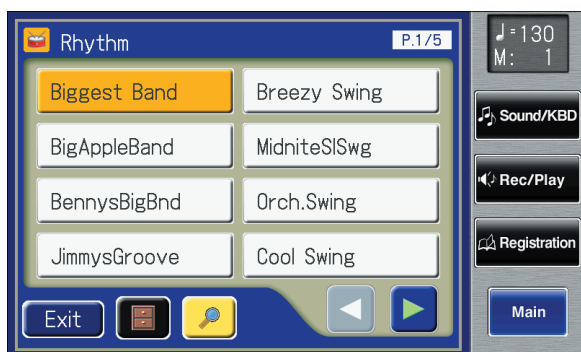 Rhythm
P.1/5
Biggest Band
Breezy Swing
BigAppleBand
MidniteSlSwg
BennysBigBnd
Orch.Swing
JimmysGroove
Cool Swing
Exit
♩=130
M: 1
Sound/KBD
Rec/Play
Registration
Main